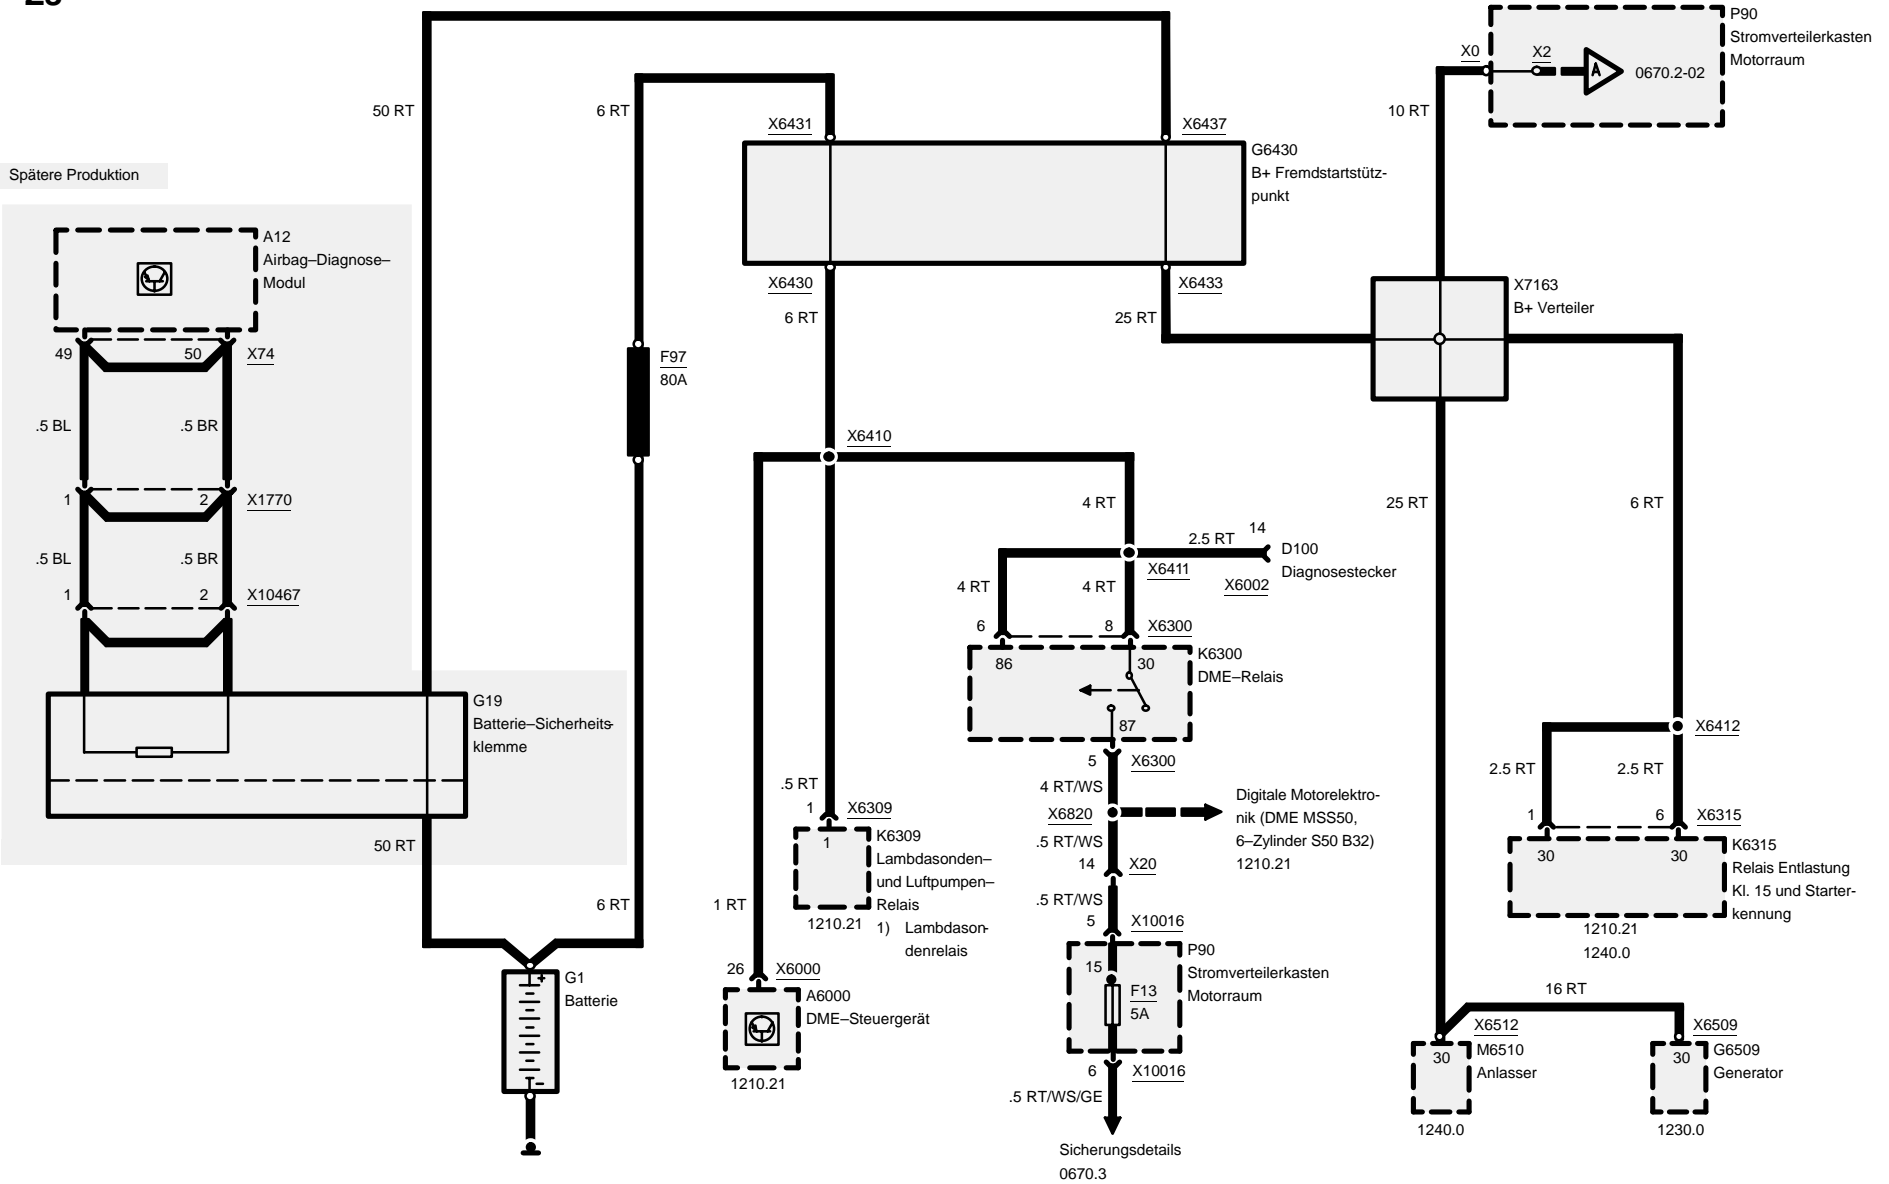 P90
Stromverteilerkasten
Motorraum
X0
X2
A
0670.2-02
50 RT
6 RT
10 RT
X6431
X6437
G6430
B+ Fremdstartstütz-
punkt
Spätere Produktion
A12
Airbag–Diagnose–
Modul
X6430
X6433
6 RT
25 RT
X7163
B+ Verteiler
49
50
X74
F97
80A
.5 BL
.5 BR
X6410
1
2
X1770
4 RT
25 RT
6 RT
2.5 RT
14
D100
Diagnosestecker
X6411
X6002
.5 BL
.5 BR
4 RT
4 RT
1
2
X10467
6
8
X6300
86
30
K6300
DME–Relais
87
G19
Batterie–Sicherheits-
klemme
X6412
5
X6300
2.5 RT
2.5 RT
.5 RT
4 RT/WS
1
X6309
X6820
Digitale Motorelektro-
nik (DME MSS50,
6–Zylinder S50 B32)
1210.21
1
6
X6315
1
K6309
Lambdasonden–
und Luftpumpen–
Relais
1) Lambdason-
denrelais
1210.21
.5 RT/WS
14
X20
30
30
K6315
Relais Entlastung
Kl. 15 und Starter-
kennung
1210.21
1240.0
50 RT
6 RT
1 RT
.5 RT/WS
5
X10016
P90
Stromverteilerkasten
Motorraum
15
F13
5A
26
X6000
A6000
DME–Steuergerät
1210.21
+
–
G1
Batterie
16 RT
X6512
30
M6510
Anlasser
1240.0
X6509
30
G6509
Generator
1230.0
6
X10016
.5 RT/WS/GE
Sicherungsdetails
0670.3